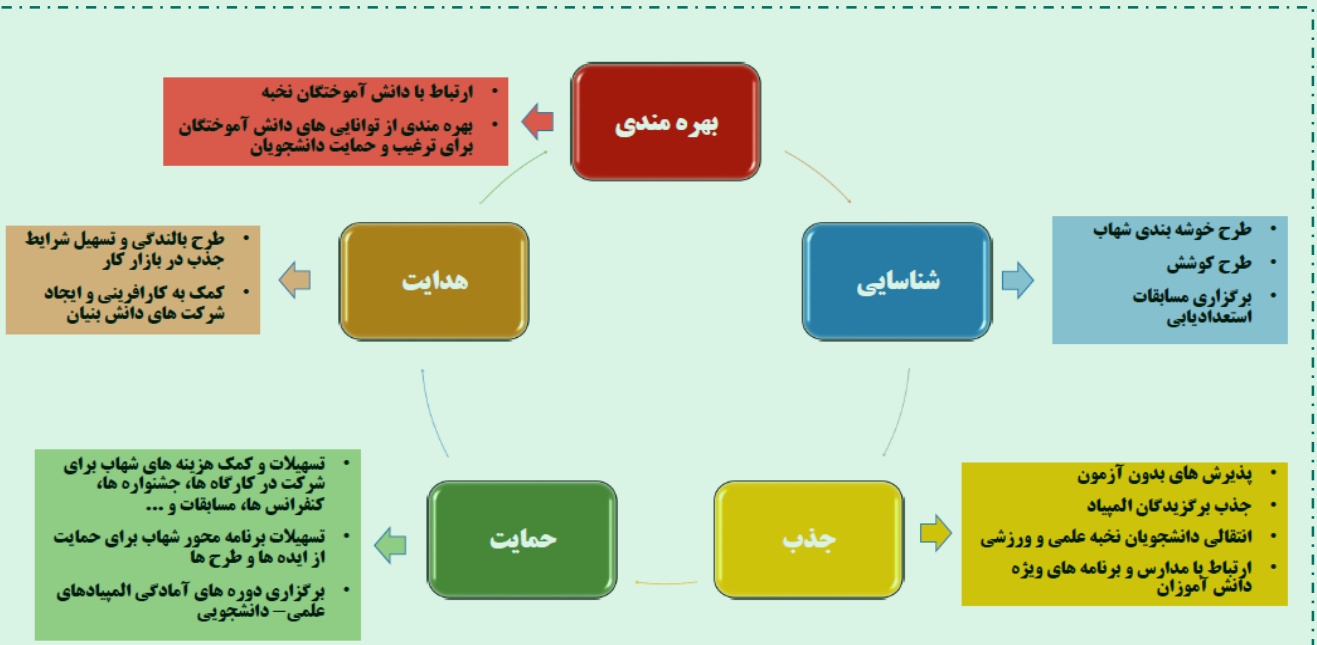 بهره مندی
• ارتباط با دانش آموختگان نخبه
• بهره مندی از توانایی های دانش آموختگان
برای ترغیب و حمایت دانشجویان
شناسایی
• طرح خوشه بندی شهاب
• طرح کوشش
• برگزاری مسابقات
استعدادیابی
جذب
• پذیرش های بدون آزمون
• جذب برگزیدگان المپیاد
• انتقالی دانشجویان نخبه علمی و ورزشی
• ارتباط با مدارس و برنامه های ویژه
دانش آموزان
حمایت
• تسهیلات و کمک هزینه های شهاب برای
شرکت در کارگاه ها، جشنواره ها،
کنفرانس ها، مسابقات و ...
• تسهیلات برنامه محور شهاب برای حمایت
از ایده ها و طرح ها
• برگزاری دوره های آمادگی المپیادهای
علمی– دانشجویی
هدایت
• طرح بالندگی و تسهیل شرایط
جذب در بازار کار
• کمک به کارافرینی و ایجاد
شرکت های دانش بنیان